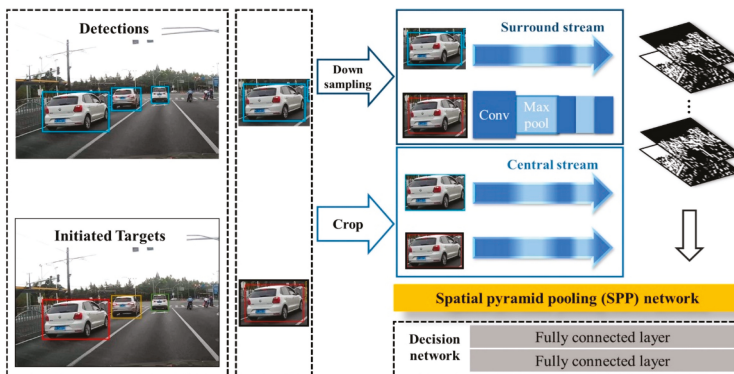 Detections
Initiated Targets
Down
sampling
Crop
Surround stream
Conv
Max
pool
Central stream
Spatial pyramid pooling (SPP) network
Decision
network
Fully connected layer
Fully connected layer